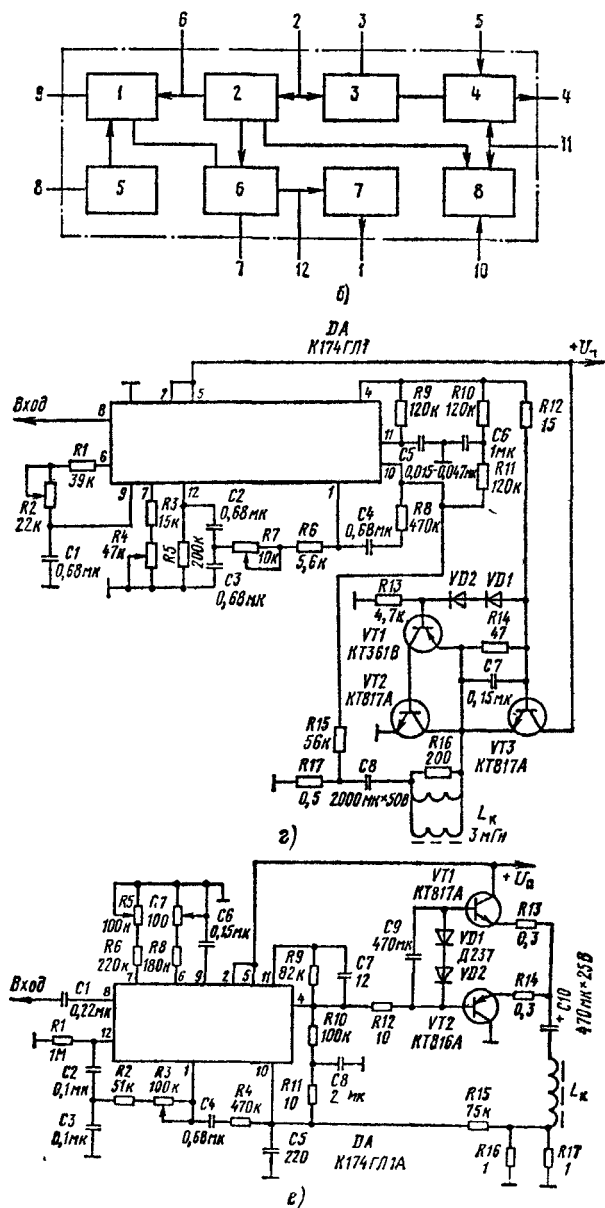 6 2 3 5
9 1 2 3 4 4
11
8 5 6 7 8
7 12 1 10
б)
DA
К174ГЛ1
+Uп
Вход
8 2 5 4
R9
120к
R10
120к
R12
15
11
C5
0,015-0,047мк
C6
1мк
R11
120к
10
R1
39к
6
9 7 12 1
R2
22к
R3
15к
R4
47к
R5
200к
C2
0,68мк
R7
10к
R6
5,6к
C4
0,68мк
R8
470к
C1
0,68мк
C3
0,68мк
R13
4,7к
VD2 VD1
VT1
КТ361В
R14
47
C7
0,15мк
VT2
КТ817А
R15
56к
R16
200
VT3
КТ817А
R17
0,5
C8
2000мк*50В
Lк
3мГн
г)
VT1
КТ817А
+Uп
R5
100к
R7
100
C6
0,15мк
R6
220к
R8
180к
7 6 9 2 5 11
R9
82к
C7
12
C9
470мк
VD1
Д237
VD2
R13
0,3
R14
0,3
C10
470мк*25В
Вход
C1
0,22мк
8
4
R12
10
VT2
КТ816А
R1
1М
12
1 10
R10
100к
C2
0,1мк
R2
51к
R3
100к
R4
470к
R11
10
C8
2 мк
Lк
C3
0,1мк
C4
0,68мк
C5
220
DA
К174ГЛ1А
R15
75к
R16
1
R17
1
е)